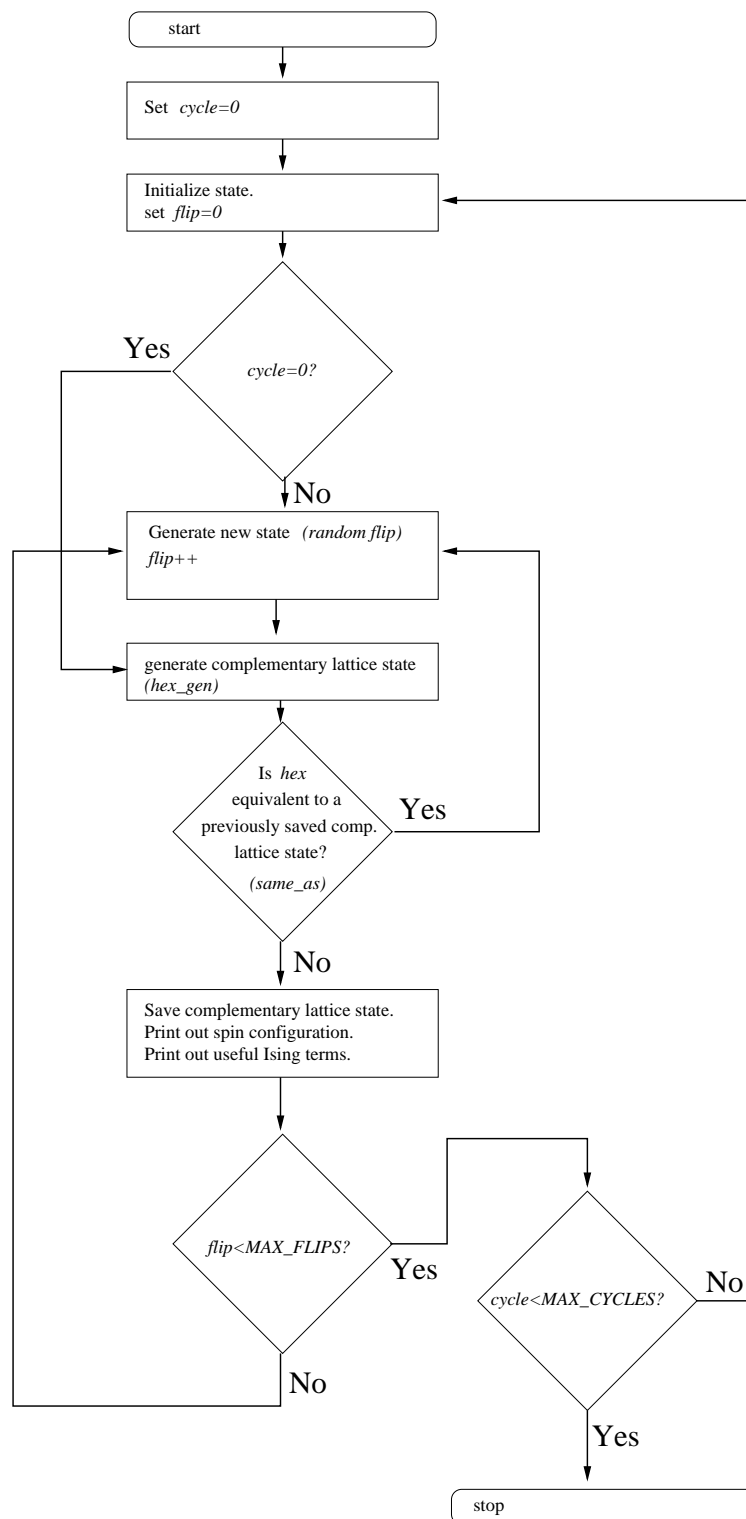 start
Set cycle=0
Initialize state.
set flip=0
Yes
cycle=0?
No
Generate new state (random flip)
flip++
generate complementary lattice state
(hex_gen)
Is hex
equivalent to a
previously saved comp.
lattice state?
(same_as)
Yes
No
Save complementary lattice state.
Print out spin configuration.
Print out useful Ising terms.
flip<MAX_FLIPS?
Yes
No
cycle<MAX_CYCLES?
No
Yes
stop